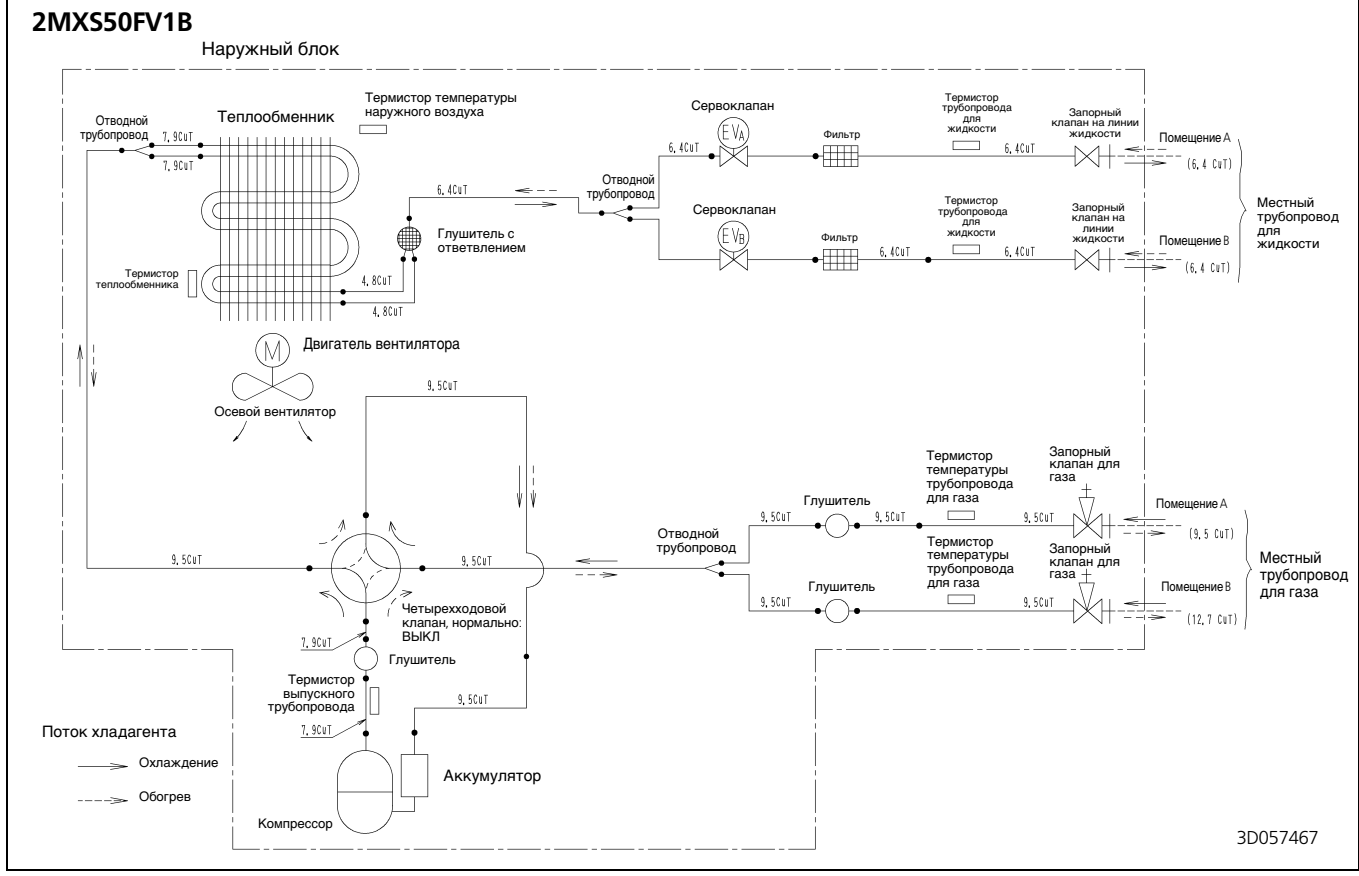 2MXS50FV1B
Наружный блок
Отводной
трубопровод
7,9CuT
7,9CuT
Теплообменник
Термистор температуры
наружного воздуха
Термистор
теплообменника
4,8CuT
4,8CuT
Глушитель с
ответвлением
6,4CuT
Отводной
трубопровод
6,4CuT
Сервоклапан
EVA
Фильтр
Термистор
трубопровода
для
жидкости
6,4CuT
Запорный
клапан на линии
жидкости
Помещение A
(6,4 CuT)
Сервоклапан
EVB
Фильтр
6,4CuT
Термистор
трубопровода
для
жидкости
6,4CuT
Запорный
клапан на
линии
жидкости
Помещение B
(6,4 CuT)
Местный
трубопровод
для
жидкости
M
Двигатель вентилятора
Осевой вентилятор
9,5CuT
9,5CuT
9,5CuT
Четырехходовой
клапан, нормально:
ВЫКЛ
Отводной
трубопровод
9,5CuT
Глушитель
9,5CuT
Термистор
температуры
трубопровода
для газа
9,5CuT
Запорный
клапан для
газа
Помещение A
(9,5 CuT)
9,5CuT
Глушитель
Термистор
температуры
трубопровода
для газа
9,5CuT
Запорный
клапан для
газа
Помещение B
(12,7 CuT)
Местный
трубопровод
для газа
7,9CuT
Глушитель
Термистор
выпускного
трубопровода
7,9CuT
9,5CuT
Аккумулятор
Компрессор
Поток хладагента
Охлаждение
Обогрев
3D057467